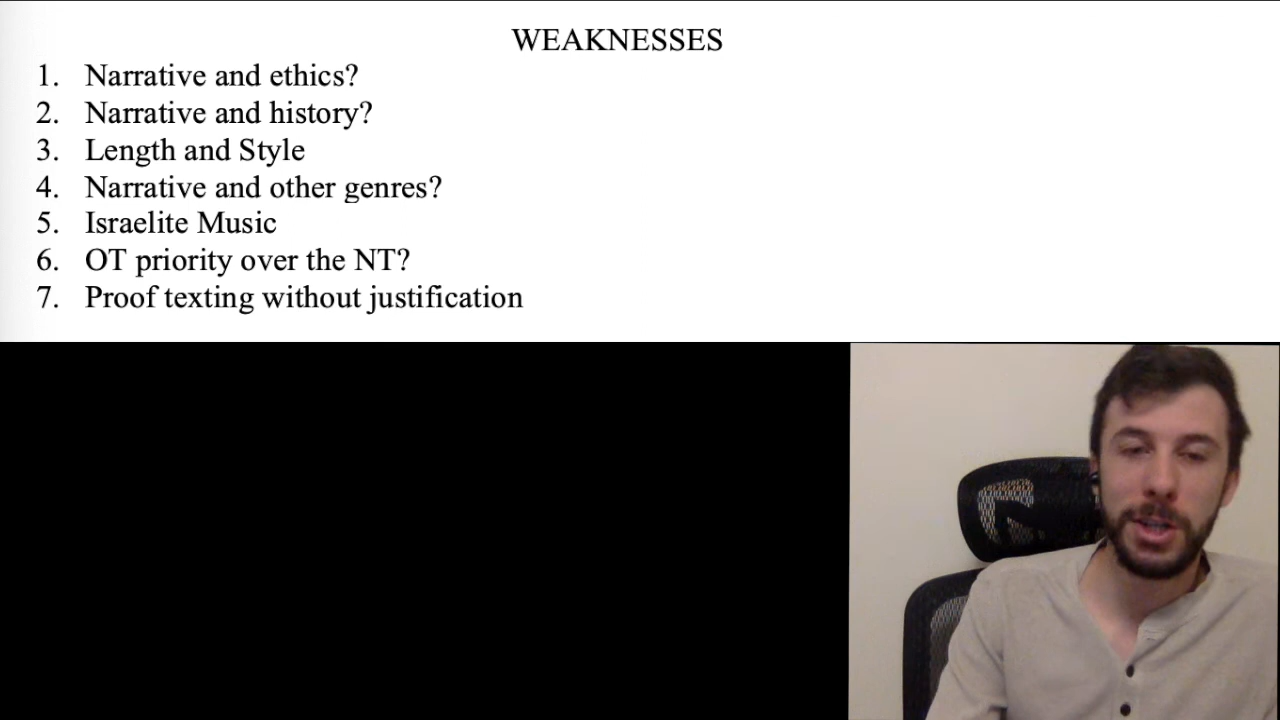 WEAKNESSES
1. Narrative and ethics?
2. Narrative and history?
3. Length and Style
4. Narrative and other genres?
5. Israelite Music
6. OT priority over the NT?
7. Proof texting without justification